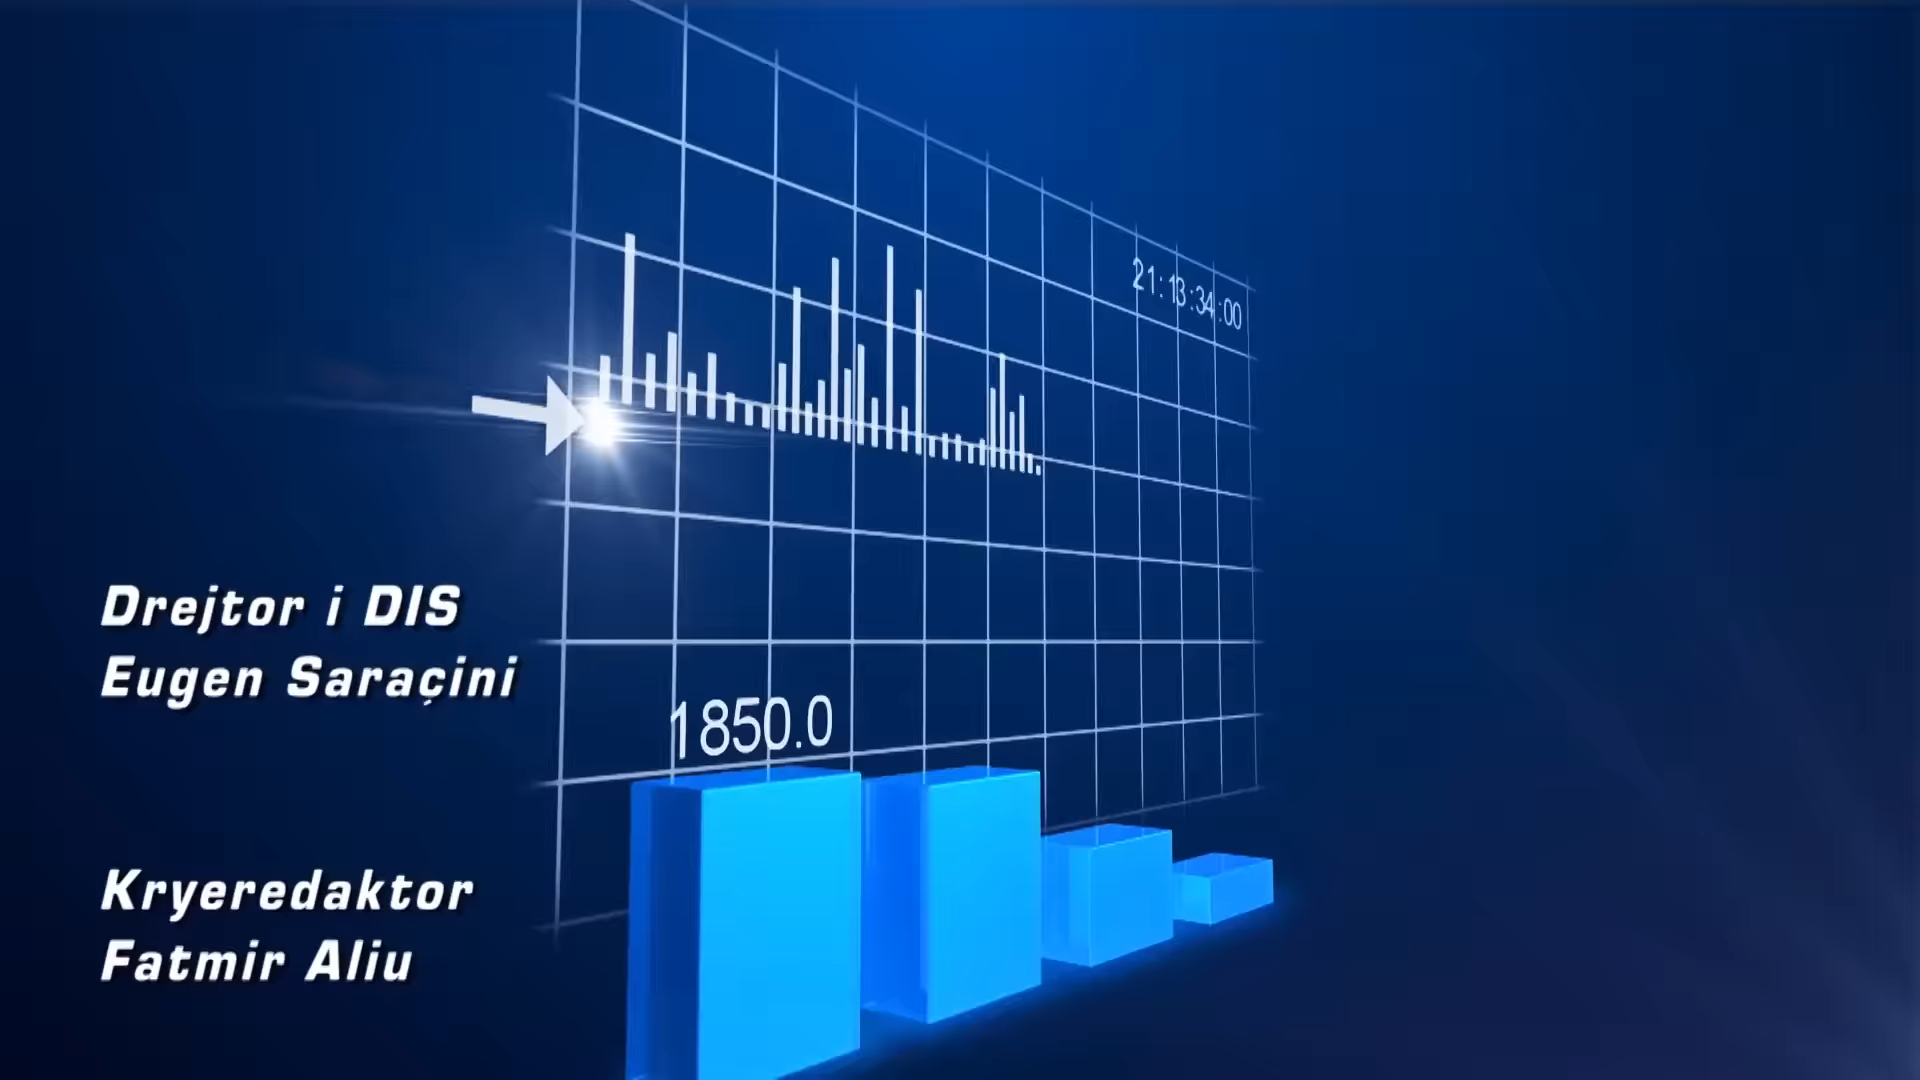 21:13:34:00
Drejtor i DIS
Eugen Saraçini
1850.0
Kryeredaktor
Fatmir Aliu